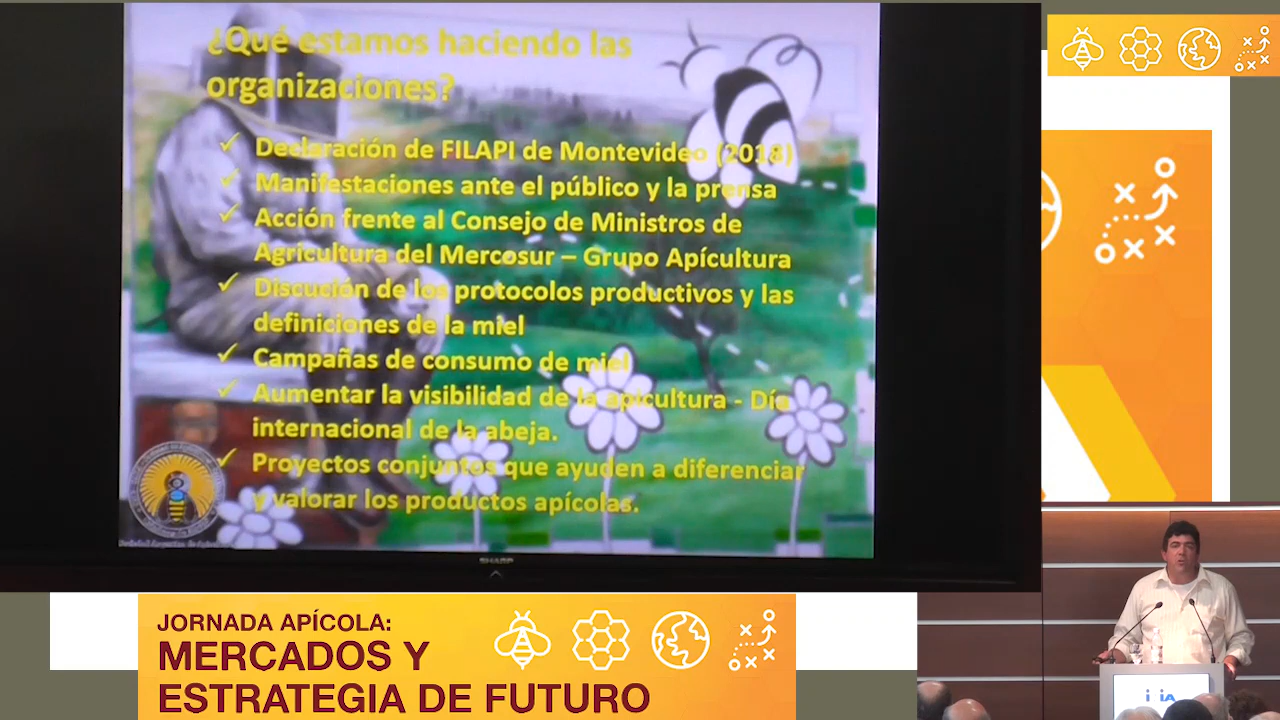 ¿Qué estamos haciendo las
organizaciones?
Declaración de FILAPI de Montevideo (2018)
Manifestaciones ante el público y la prensa
Acción frente al Consejo de Ministros de
Agricultura del Mercosur – Grupo Apícultura
Discución de los protocolos productivos y las
definiciones de la miel
Campañas de consumo de miel
Aumentar la visibilidad de la apicultura - Día
internacional de la abeja.
Proyectos conjuntos que ayuden a diferenciar
y valorar los productos apícolas.
SHARP
JORNADA APÍCOLA:
MERCADOS Y
ESTRATEGIA DE FUTURO